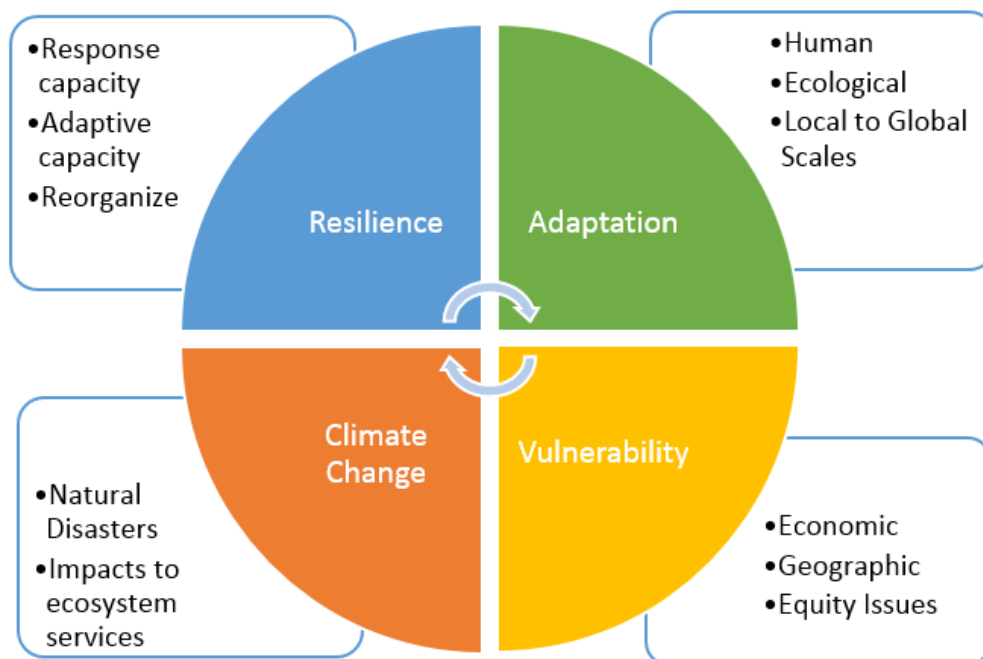 •Response
capacity
•Adaptive
capacity
•Reorganize
Resilience
•Human
•Ecological
•Local to Global
Scales
Adaptation
Climate
Change
•Natural
Disasters
•Impacts to
ecosystem
services
Vulnerability
•Economic
•Geographic
•Equity Issues